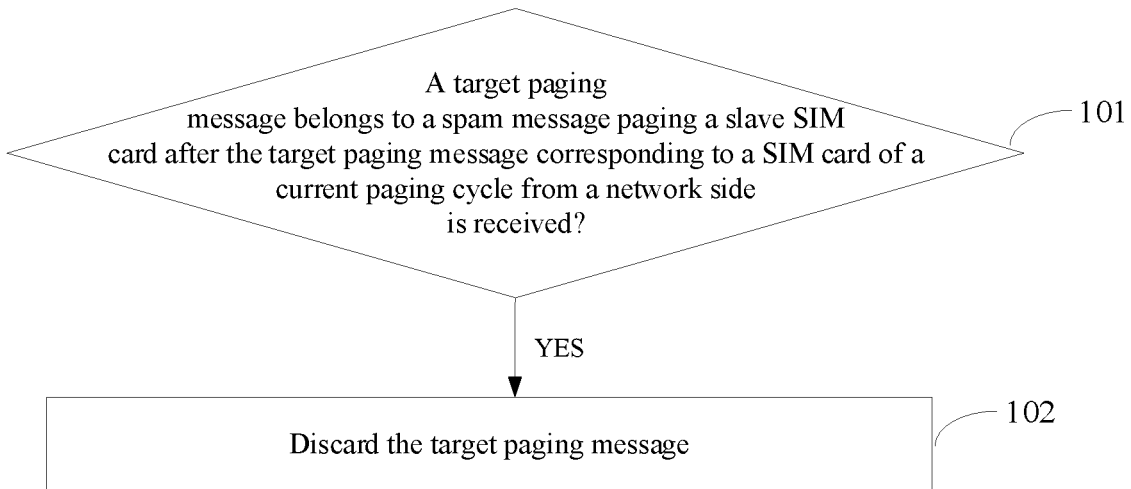 A target paging
message belongs to a spam message paging a slave SIM
card after the target paging message corresponding to a SIM card of a
current paging cycle from a network side
is received?
101
YES
102
Discard the target paging message